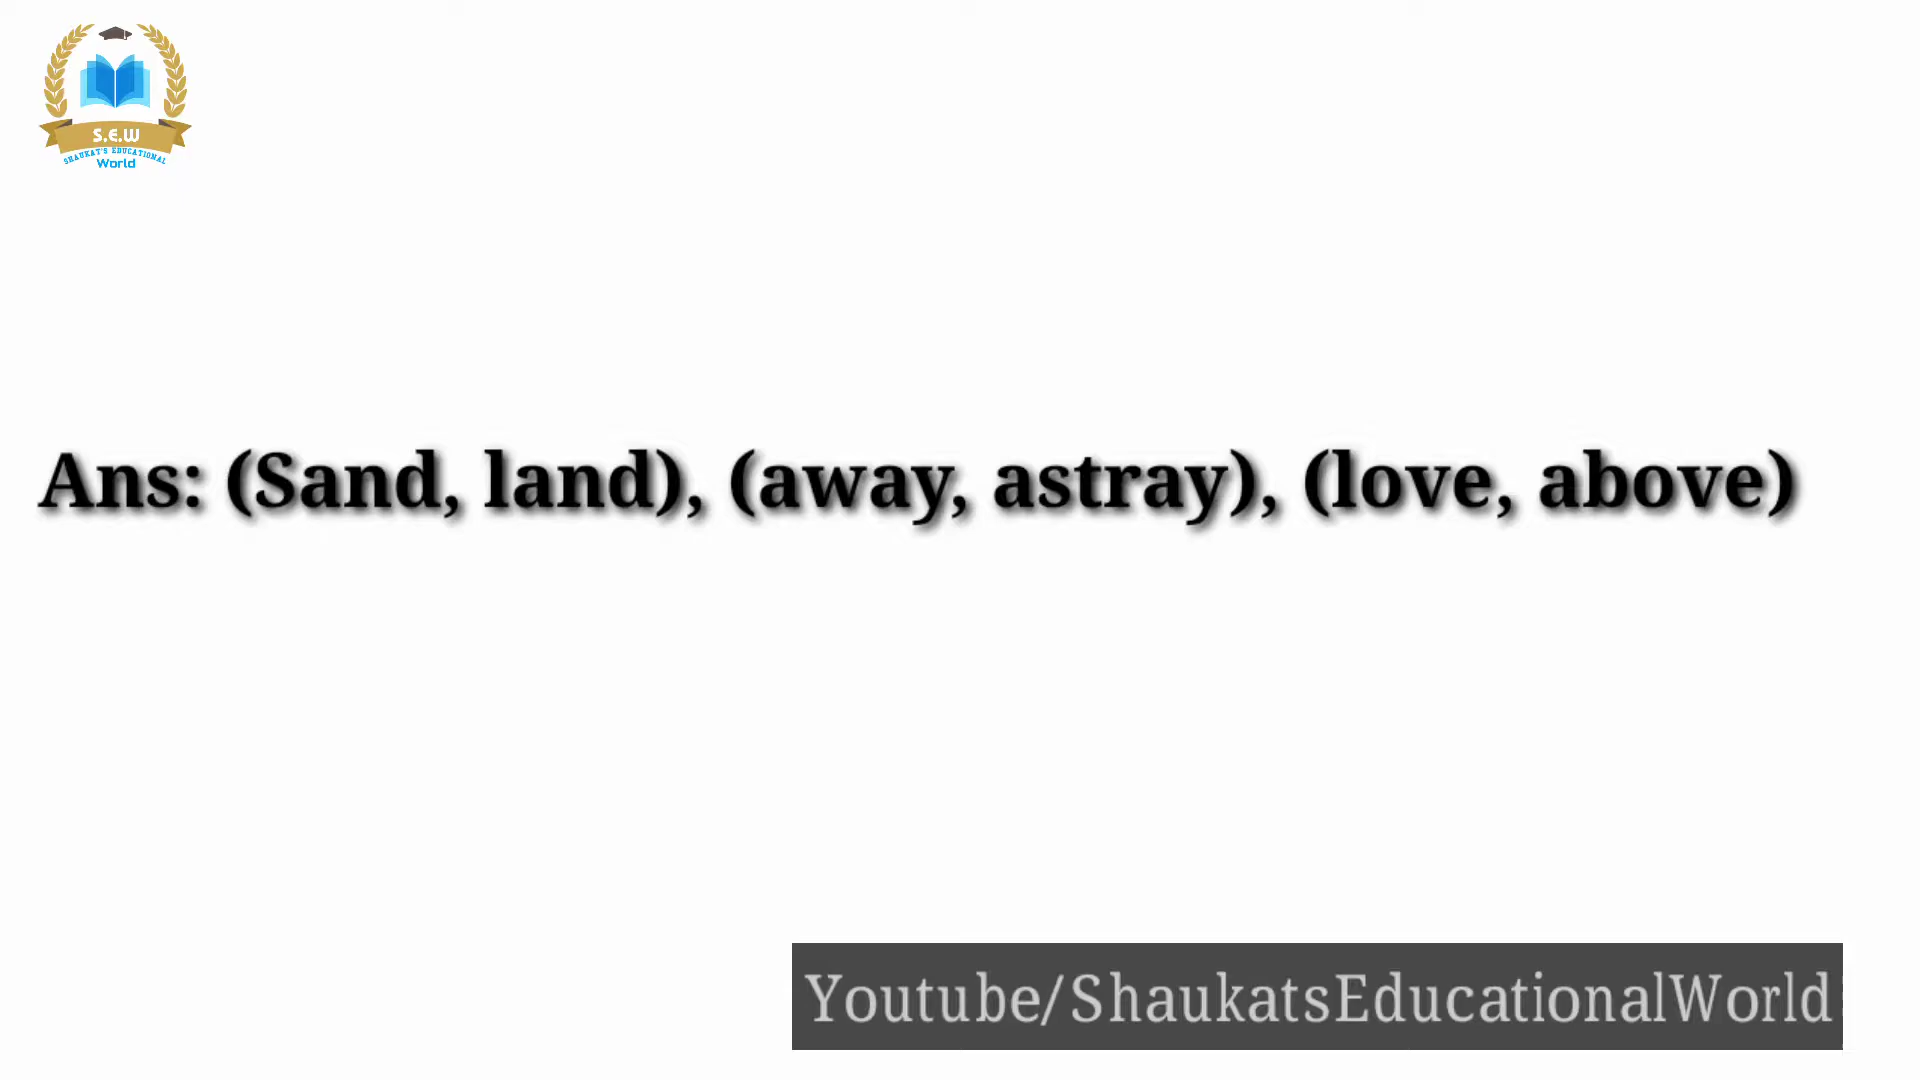 S.E.W
SHAUKAT'S EDUCATIONAL
World
Ans: (Sand, land), (away, astray), (love, above)
Youtube/ShaukatsEducationalWorld